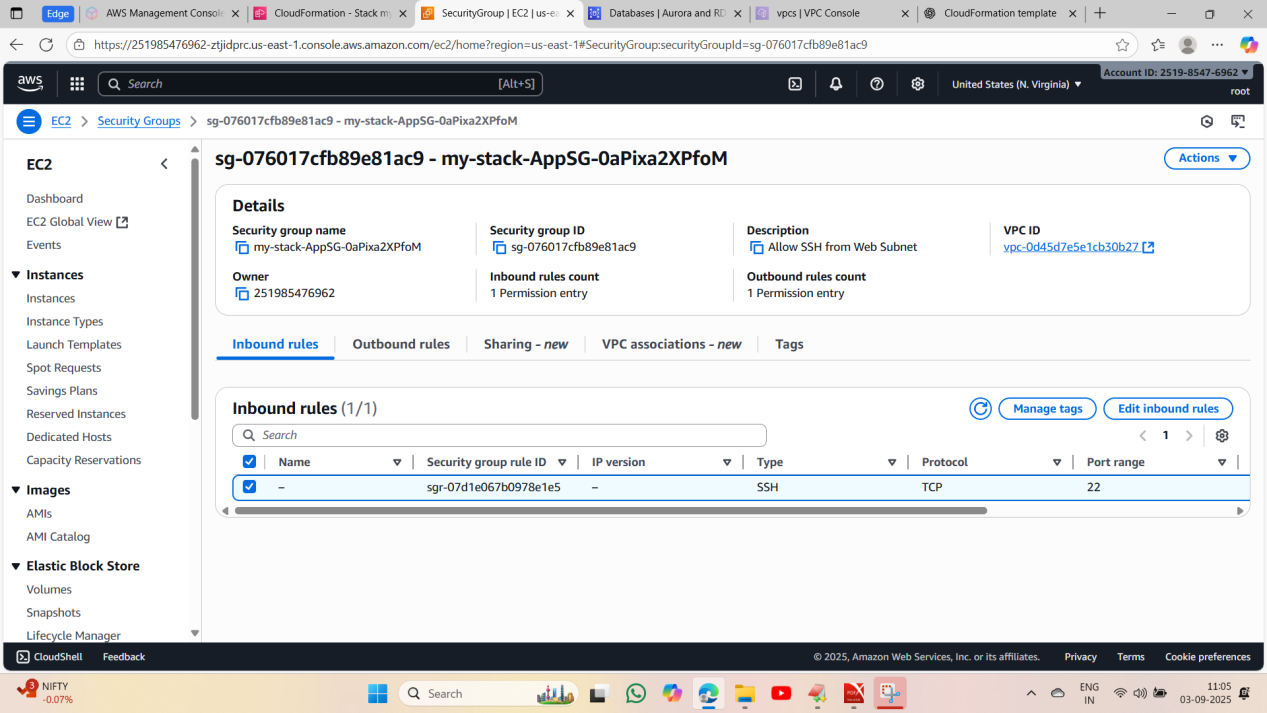 Edge
AWS Management Console
CloudFormation - Stack my
SecurityGroup | EC2 | us-ea
Databases | Aurora and RD
vpcs | VPC Console
CloudFormation template
https://251985476962-ztjidprc.us-east-1.console.aws.amazon.com/ec2/home?region=us-east-1#SecurityGroup:securityGroupId=sg-076017cfb89e81ac9
aws
Search
[Alt+S]
United States (N. Virginia)
Account ID: 2519-8547-6962
root
EC2
Security Groups
sg-076017cfb89e81ac9 - my-stack-AppSG-0aPixa2XPfoM
EC2
Dashboard
EC2 Global View
Events
Instances
Instances
Instance Types
Launch Templates
Spot Requests
Savings Plans
Reserved Instances
Dedicated Hosts
Capacity Reservations
Images
AMIs
AMI Catalog
Elastic Block Store
Volumes
Snapshots
Lifecycle Manager
sg-076017cfb89e81ac9 - my-stack-AppSG-0aPixa2XPfoM
Actions
Details
Security group name
my-stack-AppSG-0aPixa2XPfoM
Security group ID
sg-076017cfb89e81ac9
Description
Allow SSH from Web Subnet
VPC ID
vpc-0d45d7e5e1cb30b27
Owner
251985476962
Inbound rules count
1 Permission entry
Outbound rules count
1 Permission entry
Inbound rules
Outbound rules
Sharing - new
VPC associations - new
Tags
Inbound rules (1/1)
Manage tags
Edit inbound rules
Search
1
Name
Security group rule ID
IP version
Type
Protocol
Port range
–
sgr-07d1e067b0978e1e5
–
SSH
TCP
22
CloudShell
Feedback
© 2025, Amazon Web Services, Inc. or its affiliates.
Privacy
Terms
Cookie preferences
3
NIFTY
-0.07%
Search
ENG
IN
11:05
03-09-2025